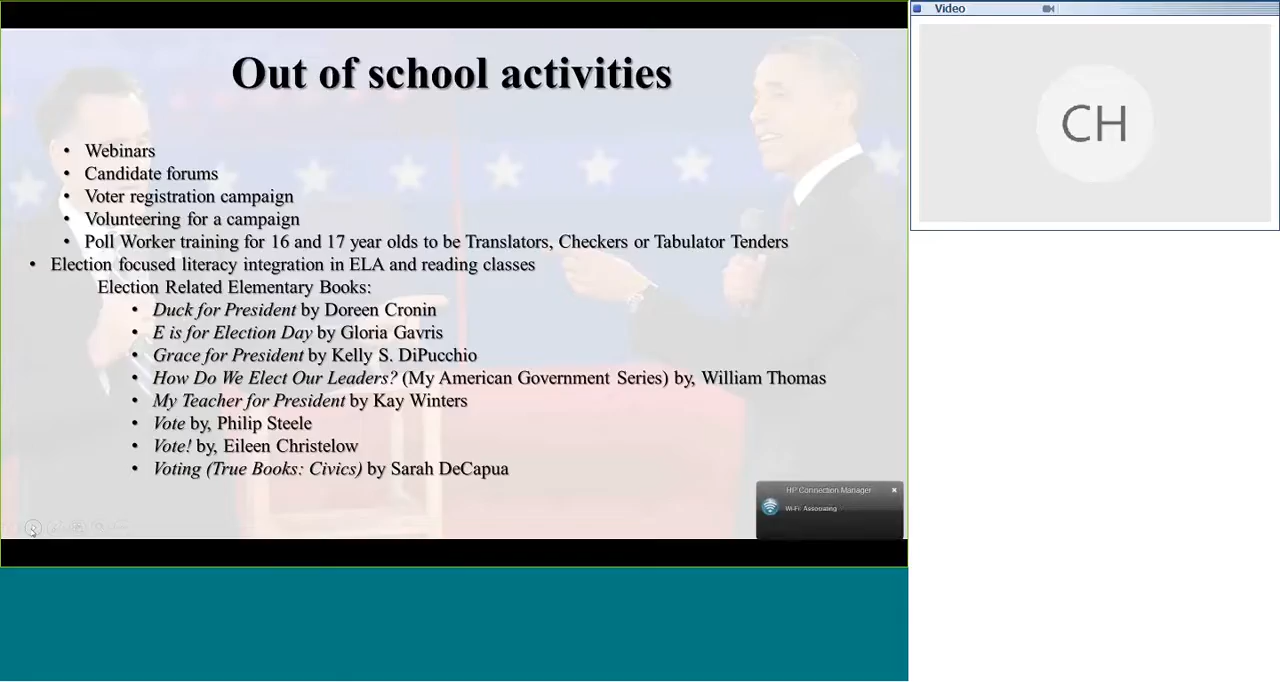 Out of school activities
• Webinars
• Candidate forums
• Voter registration campaign
• Volunteering for a campaign
• Poll Worker training for 16 and 17 year olds to be Translators, Checkers or Tabulator Tenders
• Election focused literacy integration in ELA and reading classes
Election Related Elementary Books:
• Duck for President by Doreen Cronin
• E is for Election Day by Gloria Gavris
• Grace for President by Kelly S. DiPucchio
• How Do We Elect Our Leaders? (My American Government Series) by, William Thomas
• My Teacher for President by Kay Winters
• Vote by, Philip Steele
• Vote! by, Eileen Christelow
• Voting (True Books: Civics) by Sarah DeCapua
HP Connection Manager
Wi-Fi: Associating
Video
CH